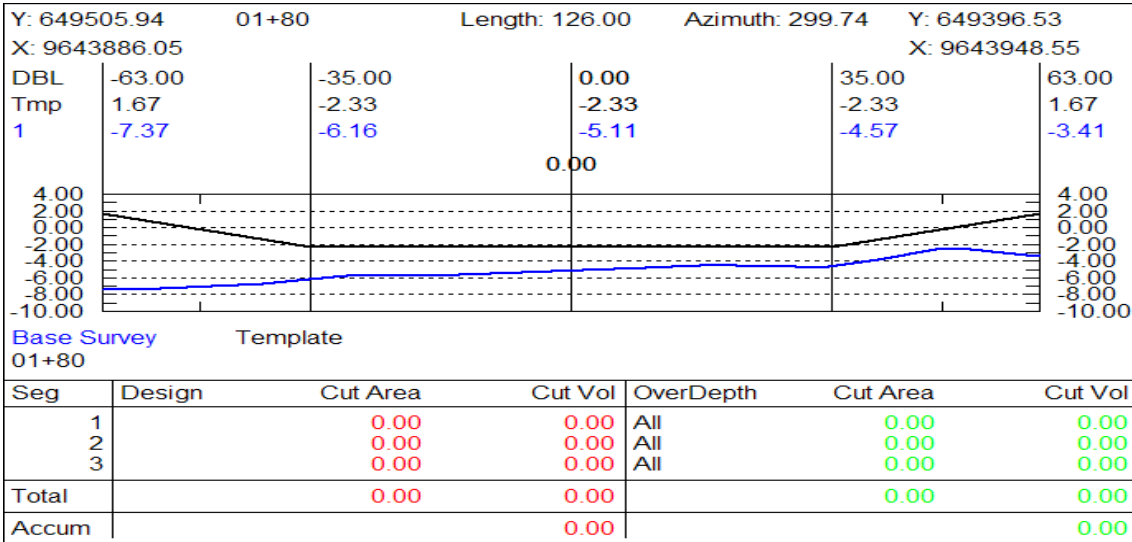 Y: 649505.94 01+80 Length: 126.00 Azimuth: 299.74 Y: 649396.53
X: 9643886.05 X: 9643948.55
DBL -63.00 -35.00 0.00 35.00 63.00
Tmp 1.67 -2.33 -2.33 -2.33 1.67
1 -7.37 -6.16 -5.11 -4.57 -3.41
0.00
4.00 4.00
2.00 2.00
0.00 0.00
-2.00 -2.00
-4.00 -4.00
-6.00 -6.00
-8.00 -8.00
-10.00 -10.00
Base Survey Template
01+80
Seg Design Cut Area Cut Vol OverDepth Cut Area Cut Vol
1 0.00 0.00 All 0.00 0.00
2 0.00 0.00 All 0.00 0.00
3 0.00 0.00 All 0.00 0.00
Total 0.00 0.00 0.00 0.00
Accum 0.00 0.00